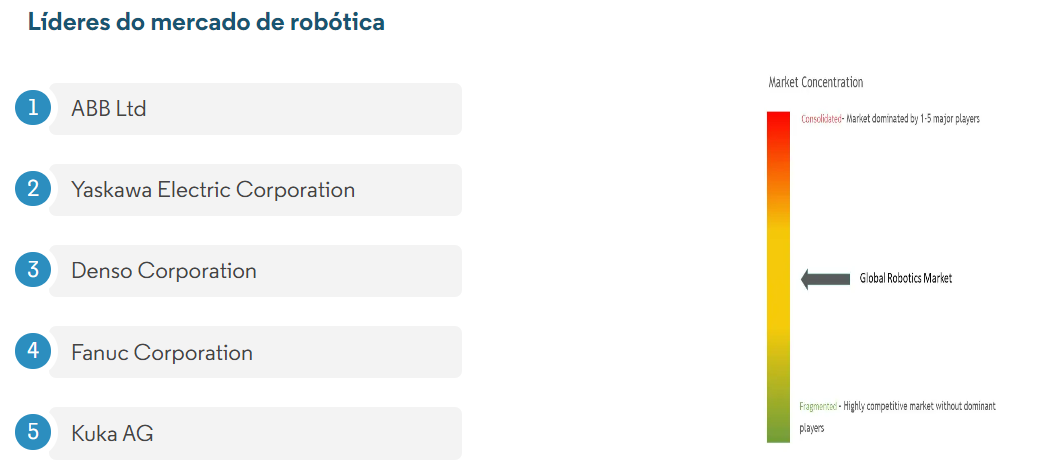 Líderes do mercado de robótica
1 ABB Ltd
2 Yaskawa Electric Corporation
3 Denso Corporation
4 Fanuc Corporation
5 Kuka AG
Market Concentration
Consolidated- Market dominated by 1-5 major players
Global Robotics Market
Fragmented - Highly competitive market without dominant
players